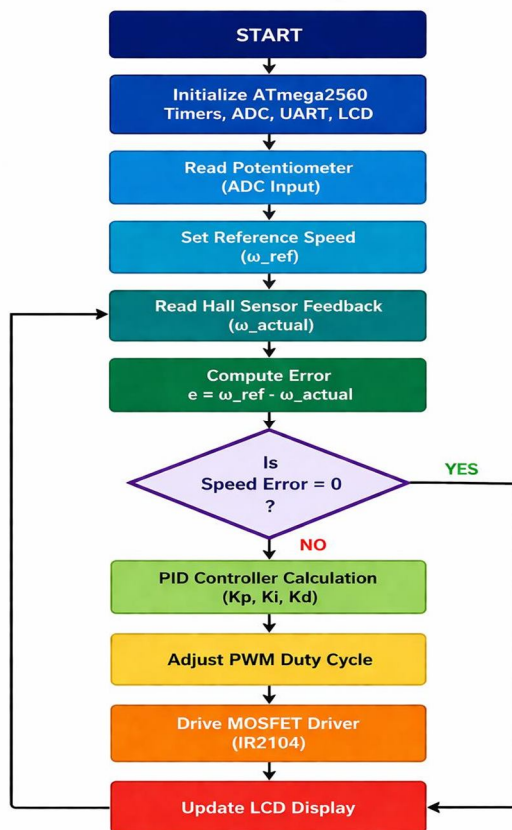 START
Initialize ATmega2560
Timers, ADC, UART, LCD
Read Potentiometer
(ADC Input)
Set Reference Speed
(ω_ref)
Read Hall Sensor Feedback
(ω_actual)
Compute Error
e = ω_ref - ω_actual
Is
Speed Error = 0
?
YES
NO
PID Controller Calculation
(Kp, Ki, Kd)
Adjust PWM Duty Cycle
Drive MOSFET Driver
(IR2104)
Update LCD Display